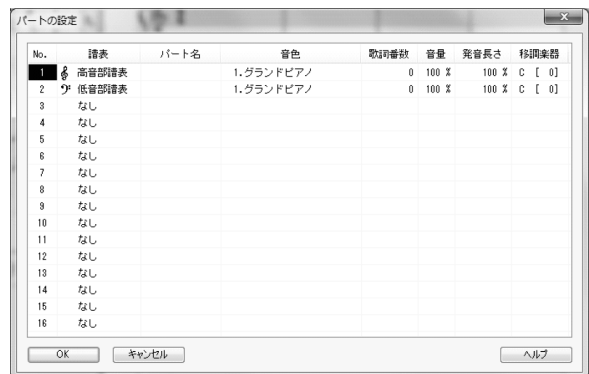 パートの設定
No. 譜表 パート名 音色 歌詞番数 音量 発音長さ 移調楽器
1 高音部譜表 1.グランドピアノ 0 100 % 100 % C [ 0]
2 低音部譜表 1.グランドピアノ 0 100 % 100 % C [ 0]
3 なし
4 なし
5 なし
6 なし
7 なし
8 なし
9 なし
10 なし
11 なし
12 なし
13 なし
14 なし
15 なし
16 なし
OK キャンセル ヘルプ